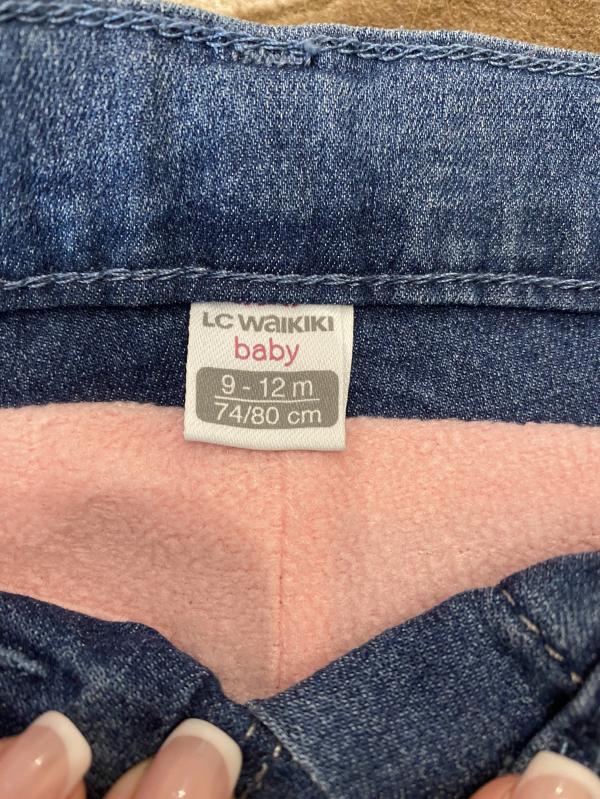 LC WAIKIKI
baby
9 - 12 m
74/80 cm